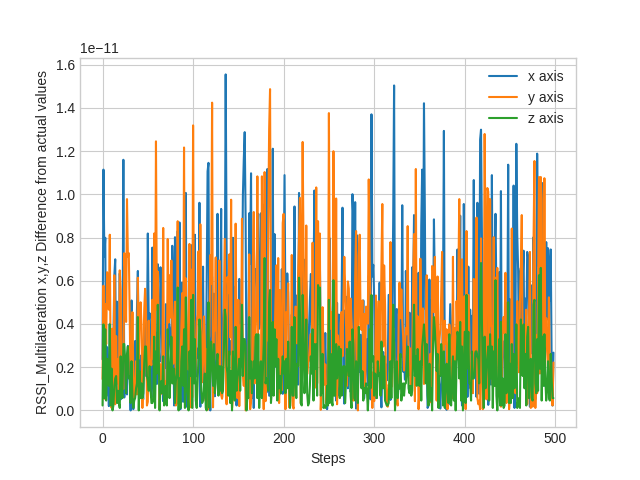 1e−11
1.6
1.4
1.2
1.0
0.8
0.6
0.4
0.2
0.0
RSSI_Multilateration x,y,z Difference from actual values
x axis
y axis
z axis
0 100 200 300 400 500
Steps